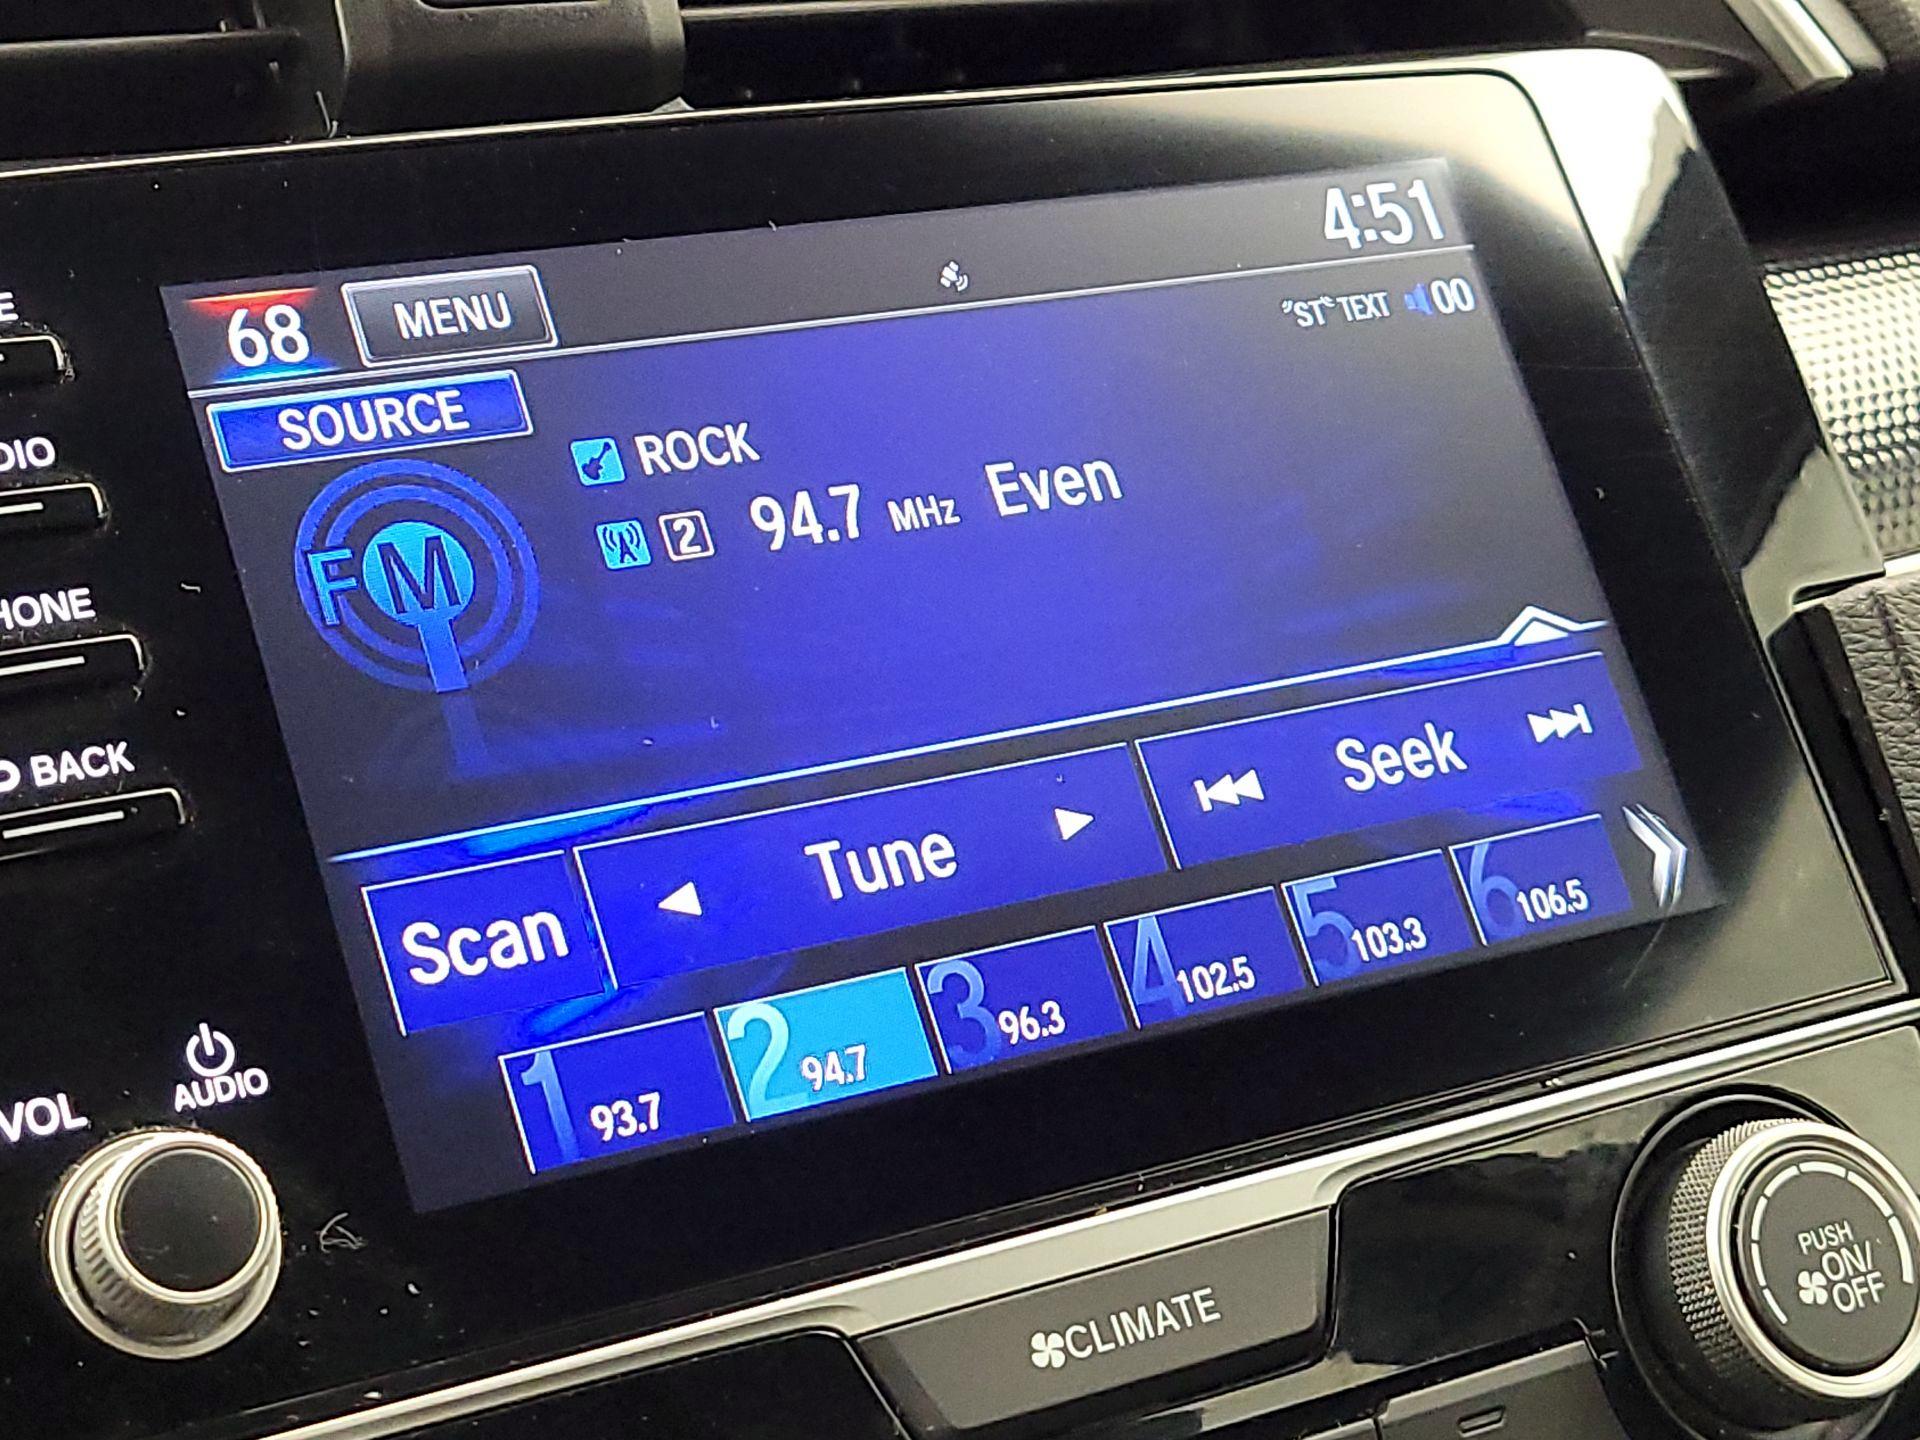 4:51
68 MENU
"ST" TEXT 00
SOURCE
ROCK
2 94.7 MHz Even
FM
Scan
Tune
Seek
1 93.7
2 94.7
3 96.3
4 102.5
5 103.3
6 106.5
E
DIO
HONE
BACK
VOL
AUDIO
CLIMATE
PUSH
ON/
OFF